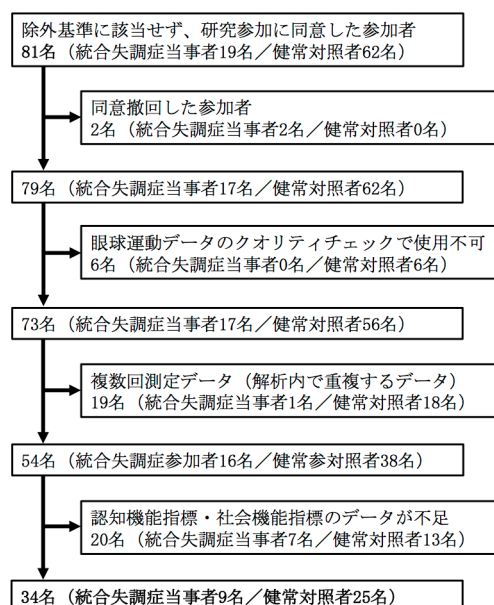 除外基準に該当せず、研究参加に同意した参加者
81名（統合失調症当事者19名／健常対照者62名）
同意撤回した参加者
2名（統合失調症当事者2名／健常対照者0名）
79名（統合失調症当事者17名／健常対照者62名）
眼球運動データのクオリティチェックで使用不可
6名（統合失調症当事者0名／健常対照者6名）
73名（統合失調症当事者17名／健常対照者56名）
複数回測定データ（解析内で重複するデータ）
19名（統合失調症当事者1名／健常対照者18名）
54名（統合失調症参加者16名／健常参対照者38名）
認知機能指標・社会機能指標のデータが不足
20名（統合失調症当事者7名／健常対照者13名）
34名（統合失調症当事者9名／健常対照者25名）